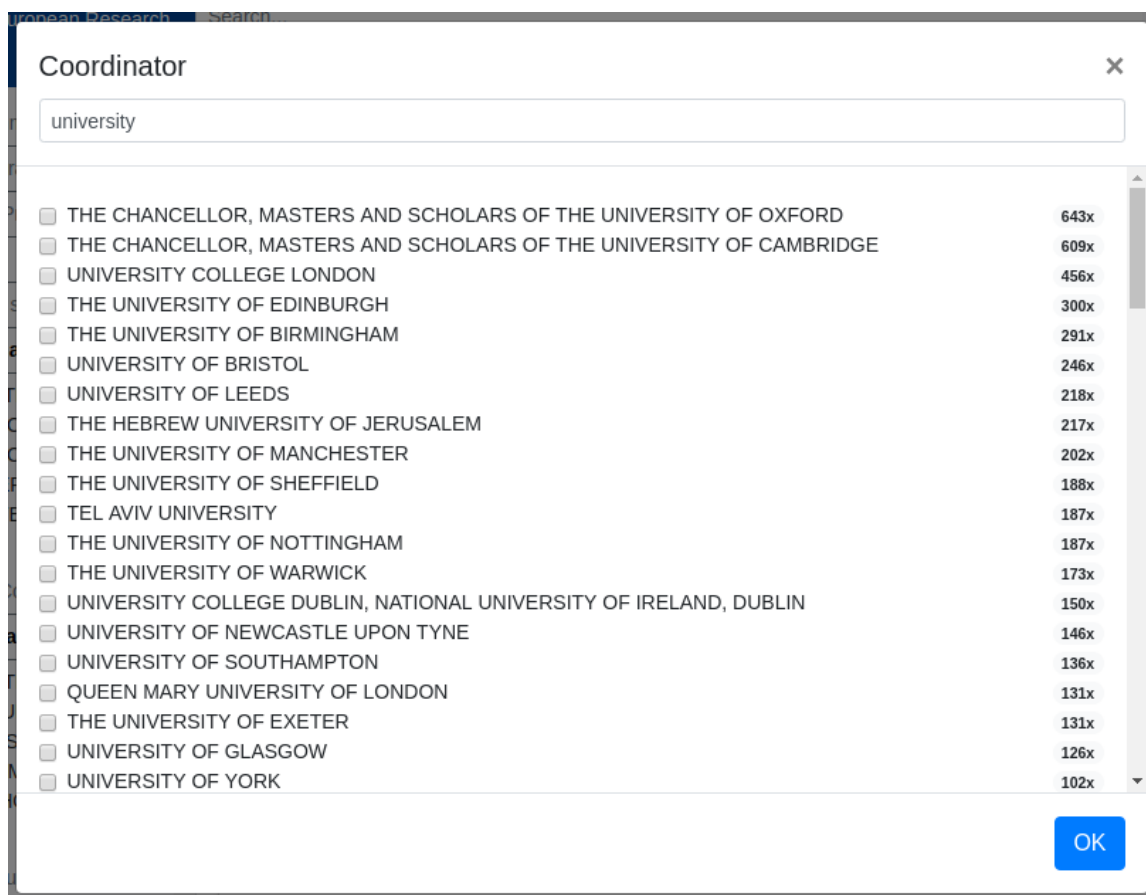 uropean Research
Search...
Coordinator
×
university
THE CHANCELLOR, MASTERS AND SCHOLARS OF THE UNIVERSITY OF OXFORD 643x
THE CHANCELLOR, MASTERS AND SCHOLARS OF THE UNIVERSITY OF CAMBRIDGE 609x
UNIVERSITY COLLEGE LONDON 456x
THE UNIVERSITY OF EDINBURGH 300x
THE UNIVERSITY OF BIRMINGHAM 291x
UNIVERSITY OF BRISTOL 246x
UNIVERSITY OF LEEDS 218x
THE HEBREW UNIVERSITY OF JERUSALEM 217x
THE UNIVERSITY OF MANCHESTER 202x
THE UNIVERSITY OF SHEFFIELD 188x
TEL AVIV UNIVERSITY 187x
THE UNIVERSITY OF NOTTINGHAM 187x
THE UNIVERSITY OF WARWICK 173x
UNIVERSITY COLLEGE DUBLIN, NATIONAL UNIVERSITY OF IRELAND, DUBLIN 150x
UNIVERSITY OF NEWCASTLE UPON TYNE 146x
UNIVERSITY OF SOUTHAMPTON 136x
QUEEN MARY UNIVERSITY OF LONDON 131x
THE UNIVERSITY OF EXETER 131x
UNIVERSITY OF GLASGOW 126x
UNIVERSITY OF YORK 102x
OK